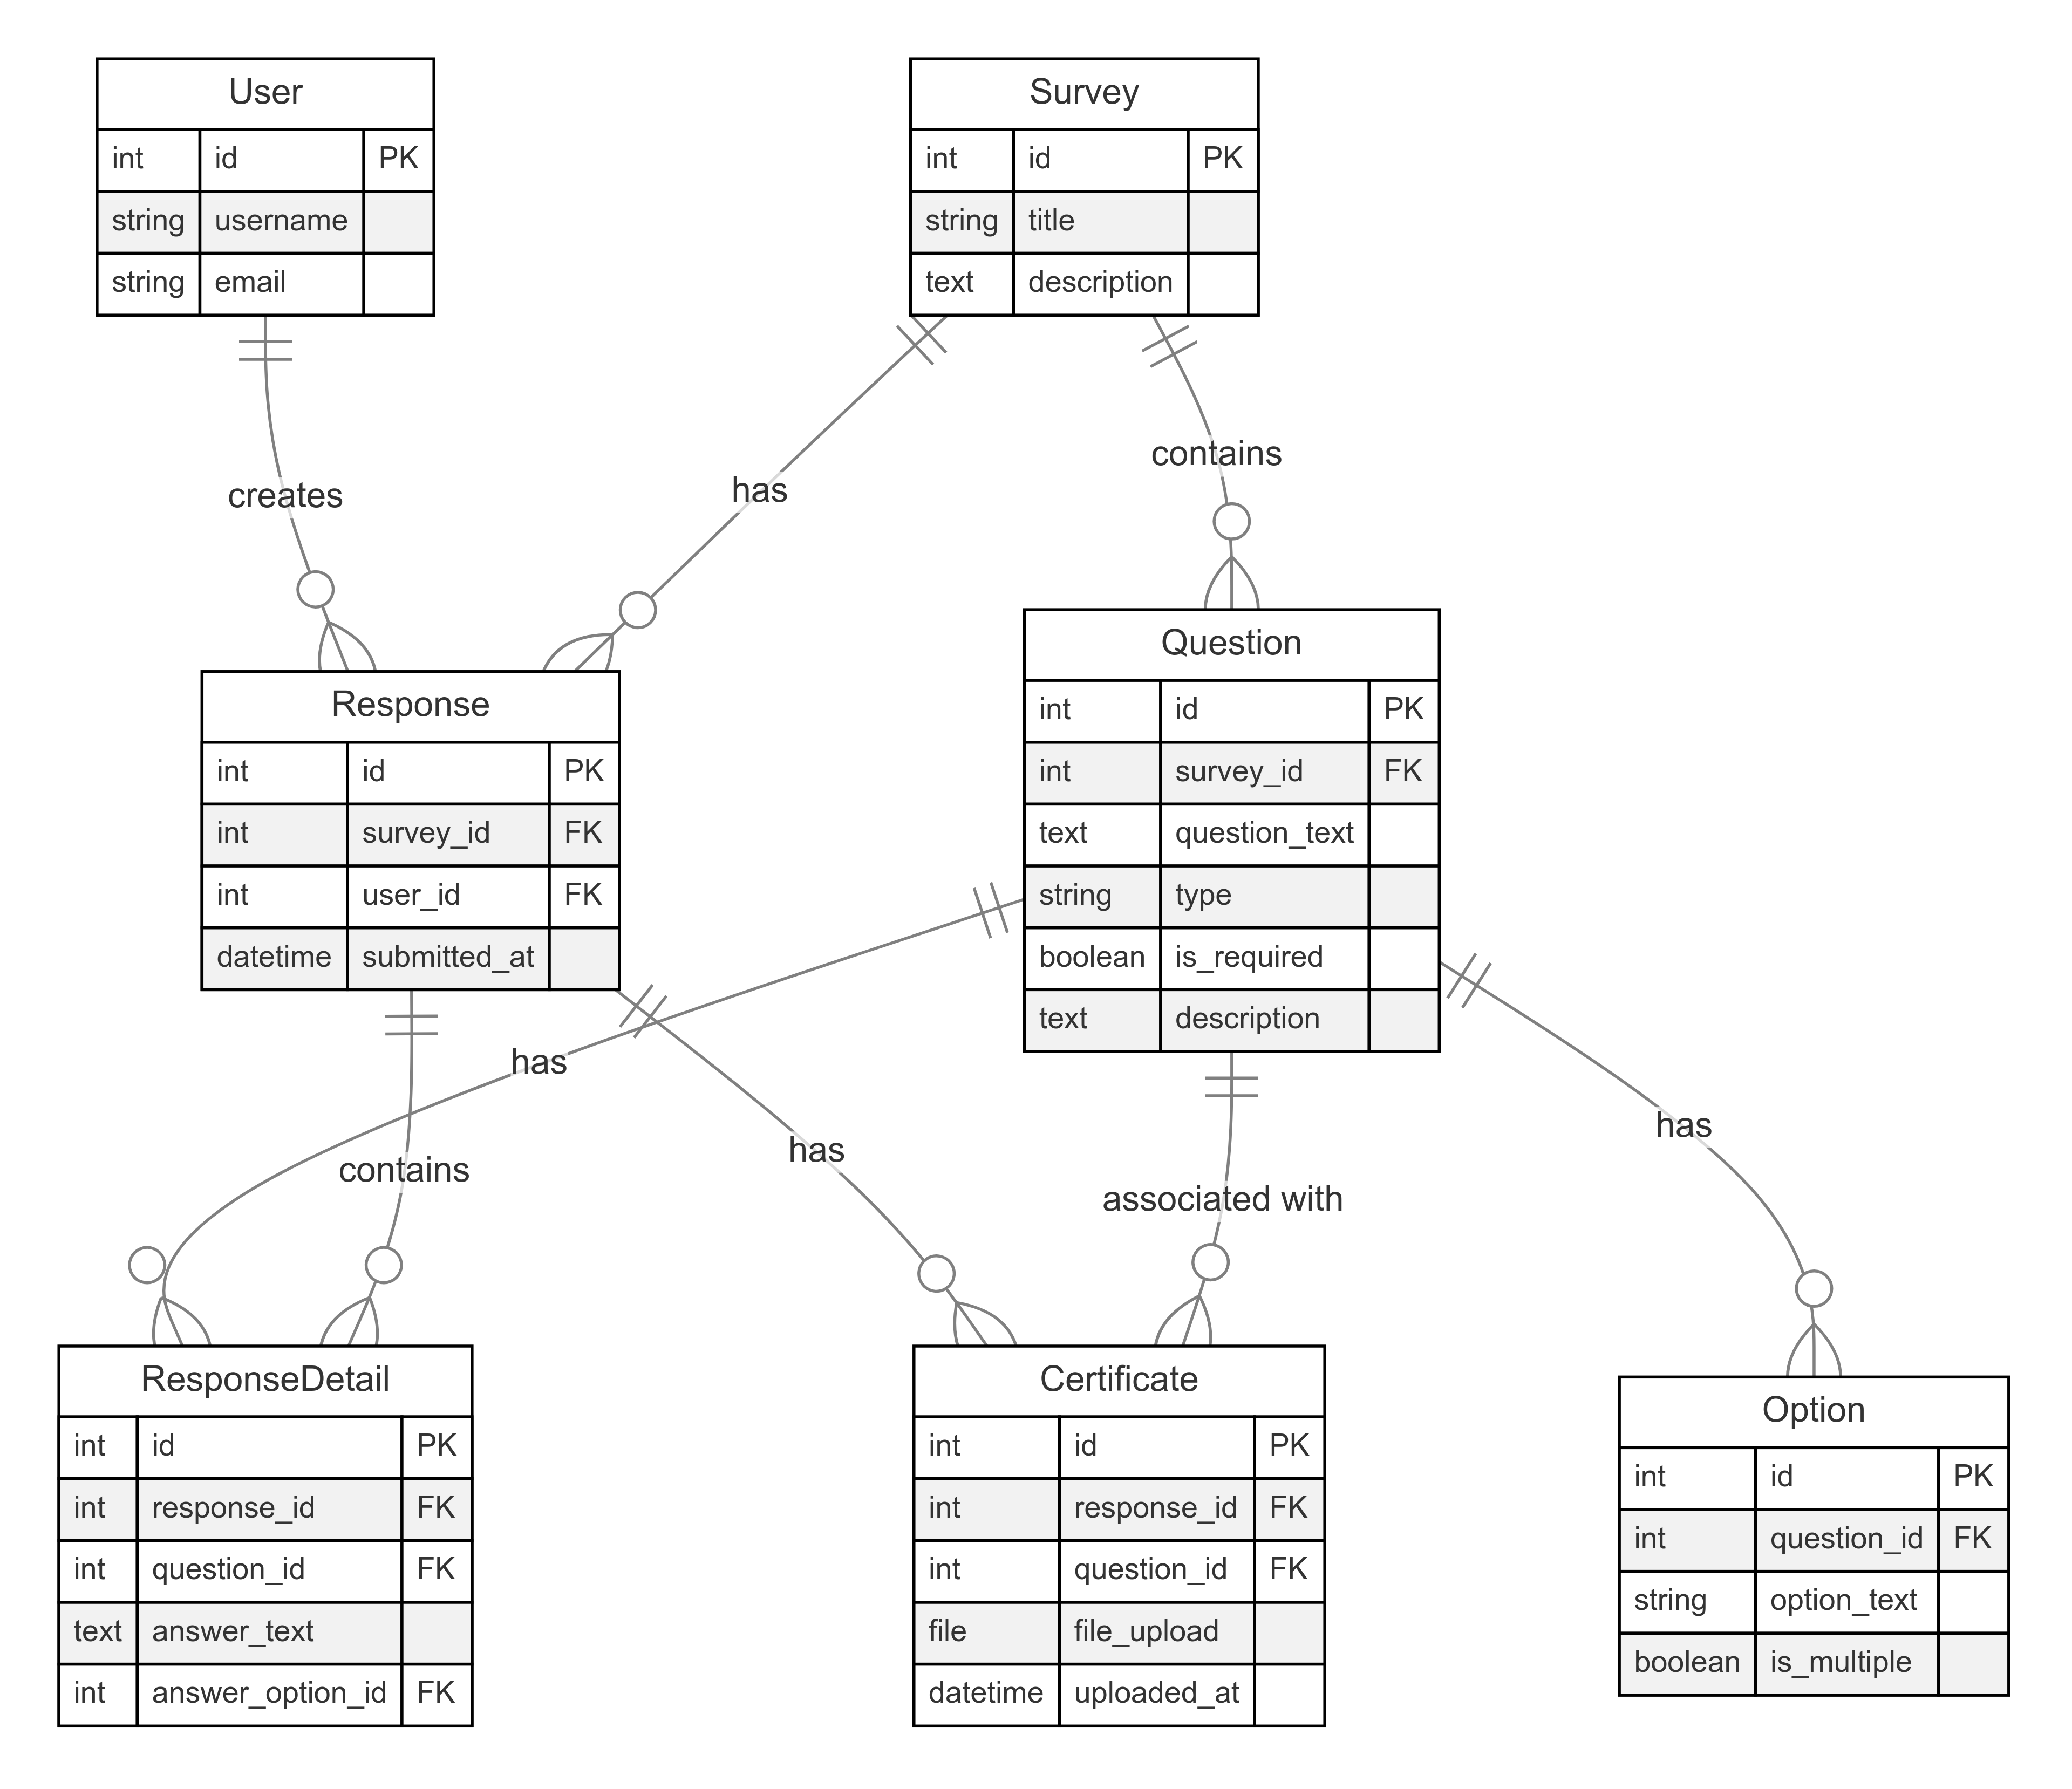 User
int id PK
string username
string email
Survey
int id PK
string title
text description
creates
has
contains
Response
int id PK
int survey_id FK
int user_id FK
datetime submitted_at
Question
int id PK
int survey_id FK
text question_text
string type
boolean is_required
text description
has
contains
has
associated with
has
ResponseDetail
int id PK
int response_id FK
int question_id FK
text answer_text
int answer_option_id FK
Certificate
int id PK
int response_id FK
int question_id FK
file file_upload
datetime uploaded_at
Option
int id PK
int question_id FK
string option_text
boolean is_multiple